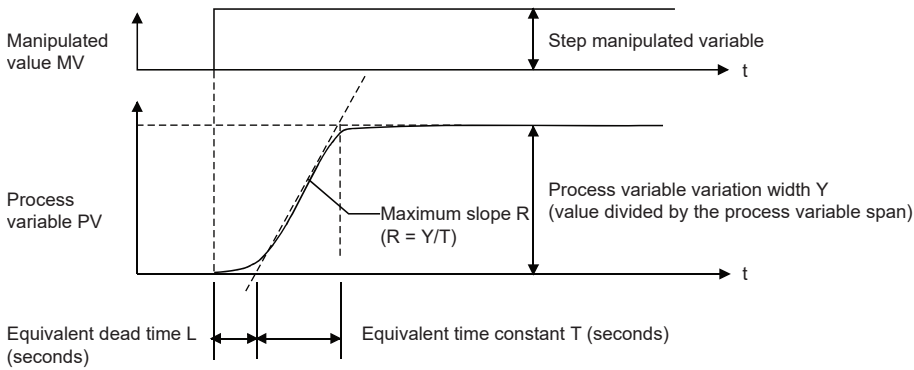 Manipulated
value MV
Step manipulated variable
t
Process
variable PV
Maximum slope R
(R = Y/T)
Process variable variation width Y
(value divided by the process variable span)
t
Equivalent dead time L
(seconds)
Equivalent time constant T (seconds)